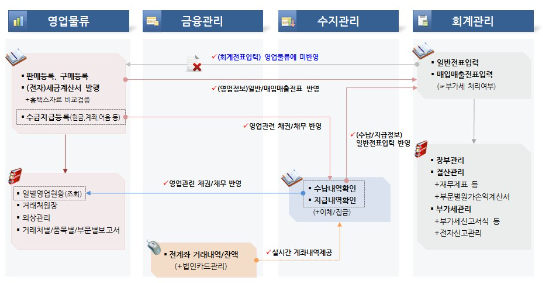 영업물류
금융관리
수지관리
회계관리
✓(회계전표입력) 영업물류에 미반영
▪ 판매등록, 구매등록
▪ (전자)세금계산서 발행
+홈택스자료 비교검증
▪ 수금지급등록(현금,계좌,어음 등)
✓(영업정보)일반/매입매출전표 반영
▪ 일반전표입력
▪ 매입매출전표입력
(☞부가세 처리여부)
✓영업관련 채권/채무 반영
✓(수납/지급정보)
일반전표입력 반영
✓영업관련 채권/채무 반영
▪ 일별영업현황(조회)
▪ 거래처원장
▪ 외상관리
▪ 거래처별/품목별/부문별보고서
▪ 수납내역확인
▪ 지급내역확인
(+이체/집금)
▪ 장부관리
▪ 결산관리
+재무제표 등
+부문별원가손익계산서
▪ 부가세관리
+부가세신고서식 등
+전자신고관리
▪ 전계좌 거래내역/잔액
(+법인카드관리)
✓실시간 계좌내역제공